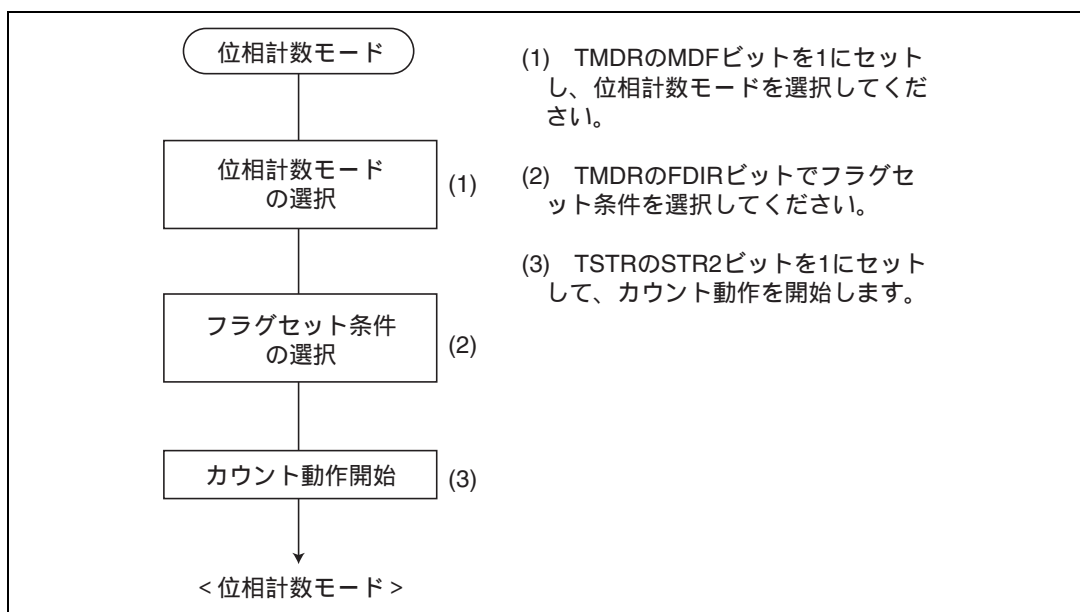 位相計数モード
位相計数モード
の選択
(1)
フラグセット条件
の選択
(2)
カウント動作開始
(3)
< 位相計数モード >
(1) TMDRのMDFビットを1にセット
し、位相計数モードを選択してくだ
さい。
(2) TMDRのFDIRビットでフラグセ
ット条件を選択してください。
(3) TSTRのSTR2ビットを1にセット
して、カウント動作を開始します。